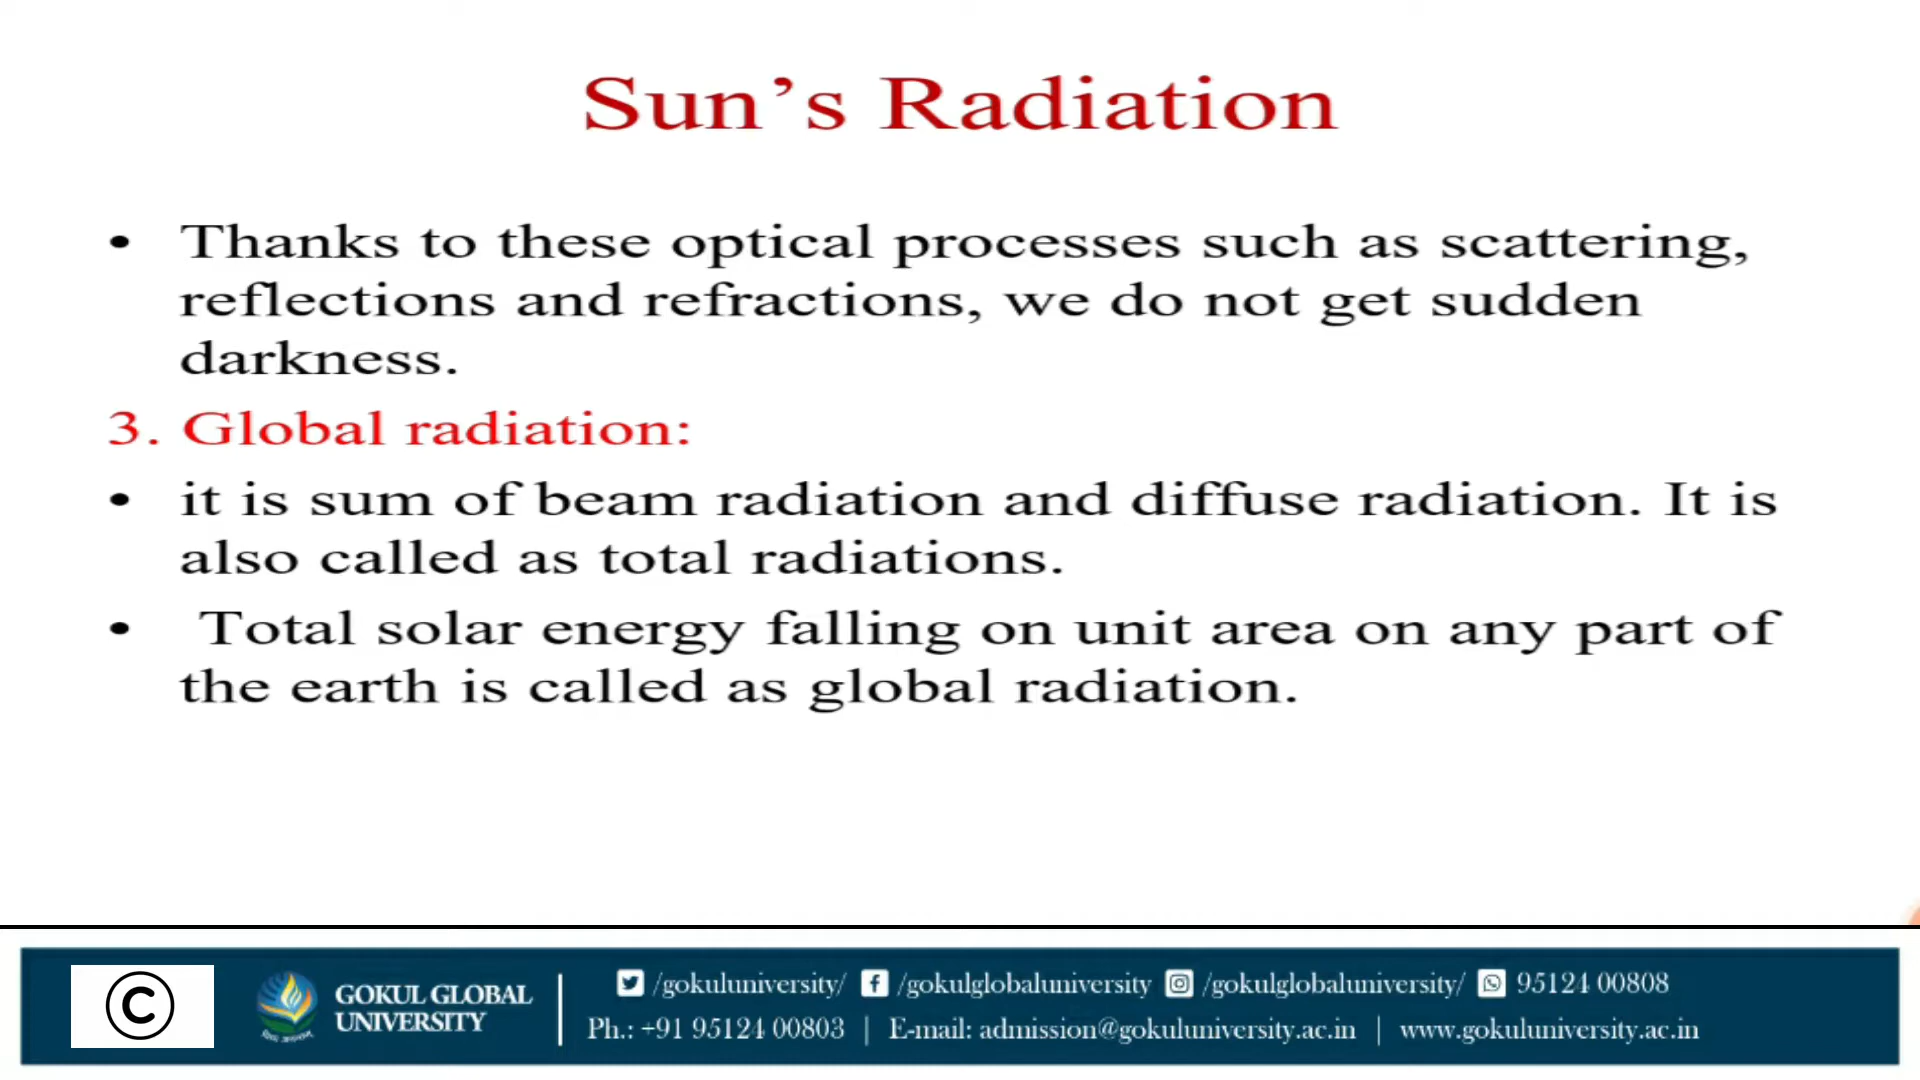 Sun's Radiation
• Thanks to these optical processes such as scattering,
reflections and refractions, we do not get sudden
darkness.
3. Global radiation:
• it is sum of beam radiation and diffuse radiation. It is
also called as total radiations.
• Total solar energy falling on unit area on any part of
the earth is called as global radiation.
©
GOKUL GLOBAL
UNIVERSITY
/gokuluniversity/ /gokulglobaluniversity /gokulglobaluniversity/ 95124 00808
Ph.: +91 95124 00803 | E-mail: admission@gokuluniversity.ac.in | www.gokuluniversity.ac.in